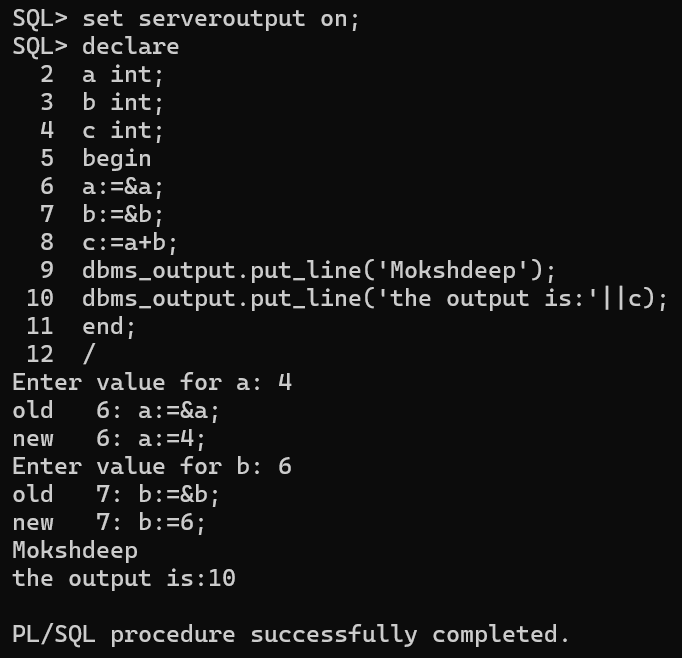 SQL> set serveroutput on;
SQL> declare
  2  a int;
  3  b int;
  4  c int;
  5  begin
  6  a:=&a;
  7  b:=&b;
  8  c:=a+b;
  9  dbms_output.put_line('Mokshdeep');
 10  dbms_output.put_line('the output is:'||c);
 11  end;
 12  /
Enter value for a: 4
old   6: a:=&a;
new   6: a:=4;
Enter value for b: 6
old   7: b:=&b;
new   7: b:=6;
Mokshdeep
the output is:10

PL/SQL procedure successfully completed.